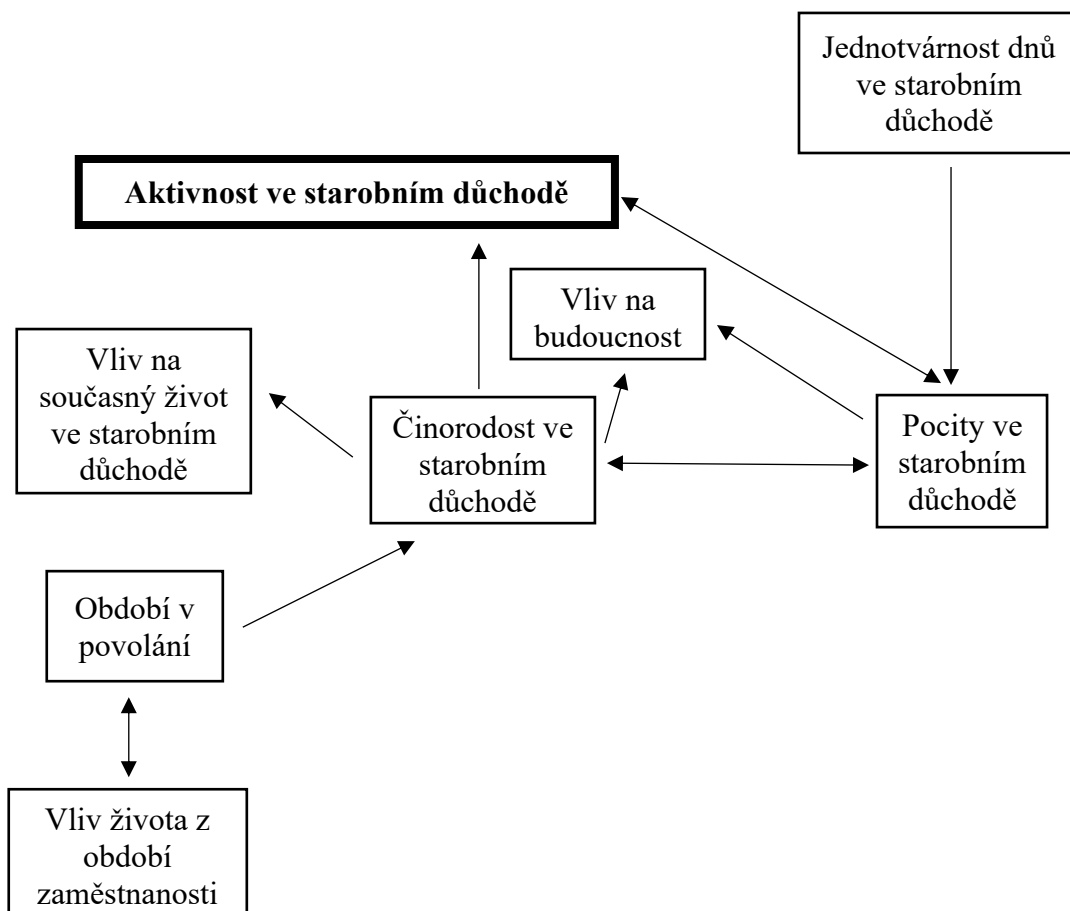 Jednotvárnost dnů
ve starobním
důchodě
Aktivnost ve starobním důchodě
Vliv na
budoucnost
Vliv na
současný život
ve starobním
důchodě
Činorodost ve
starobním
důchodě
Pocity ve
starobním
důchodě
Období v
povolání
Vliv života z
období
zaměstnanosti